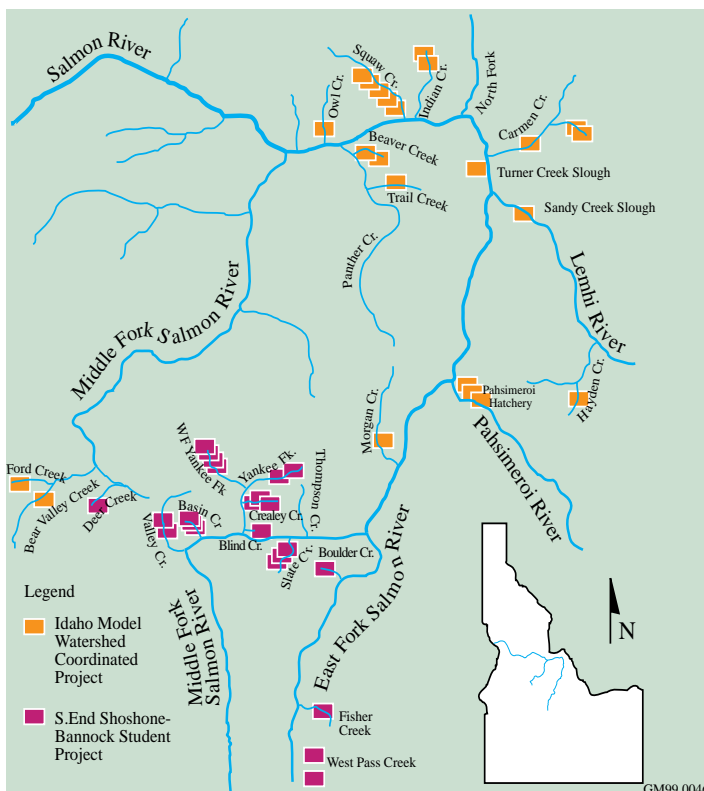 Salmon River
Squaw Cr.
Owl Cr.
Indian Cr.
North Fork
Carmen Cr.
Beaver Creek
Turner Creek Slough
Trail Creek
Sandy Creek Slough
Panther Cr.
Lemhi River
Middle Fork Salmon River
Hayden Cr.
Pahsimeroi
Hatchery
Morgan Cr.
Pahsimeroi River
WF Yankee Fk
Yankee Fk.
Thompson Cr.
Ford Creek
Bear Valley Creek
Deer Creek
Valley Cr.
Basin Cr
Crealey Cr.
Blind Cr.
Slate Cr.
Boulder Cr.
East Fork Salmon River
Middle Fork
Salmon River
Fisher
Creek
West Pass Creek
Legend
Idaho Model
Watershed
Coordinated
Project
S.End Shoshone-
Bannock Student
Project
N
GM99 0046